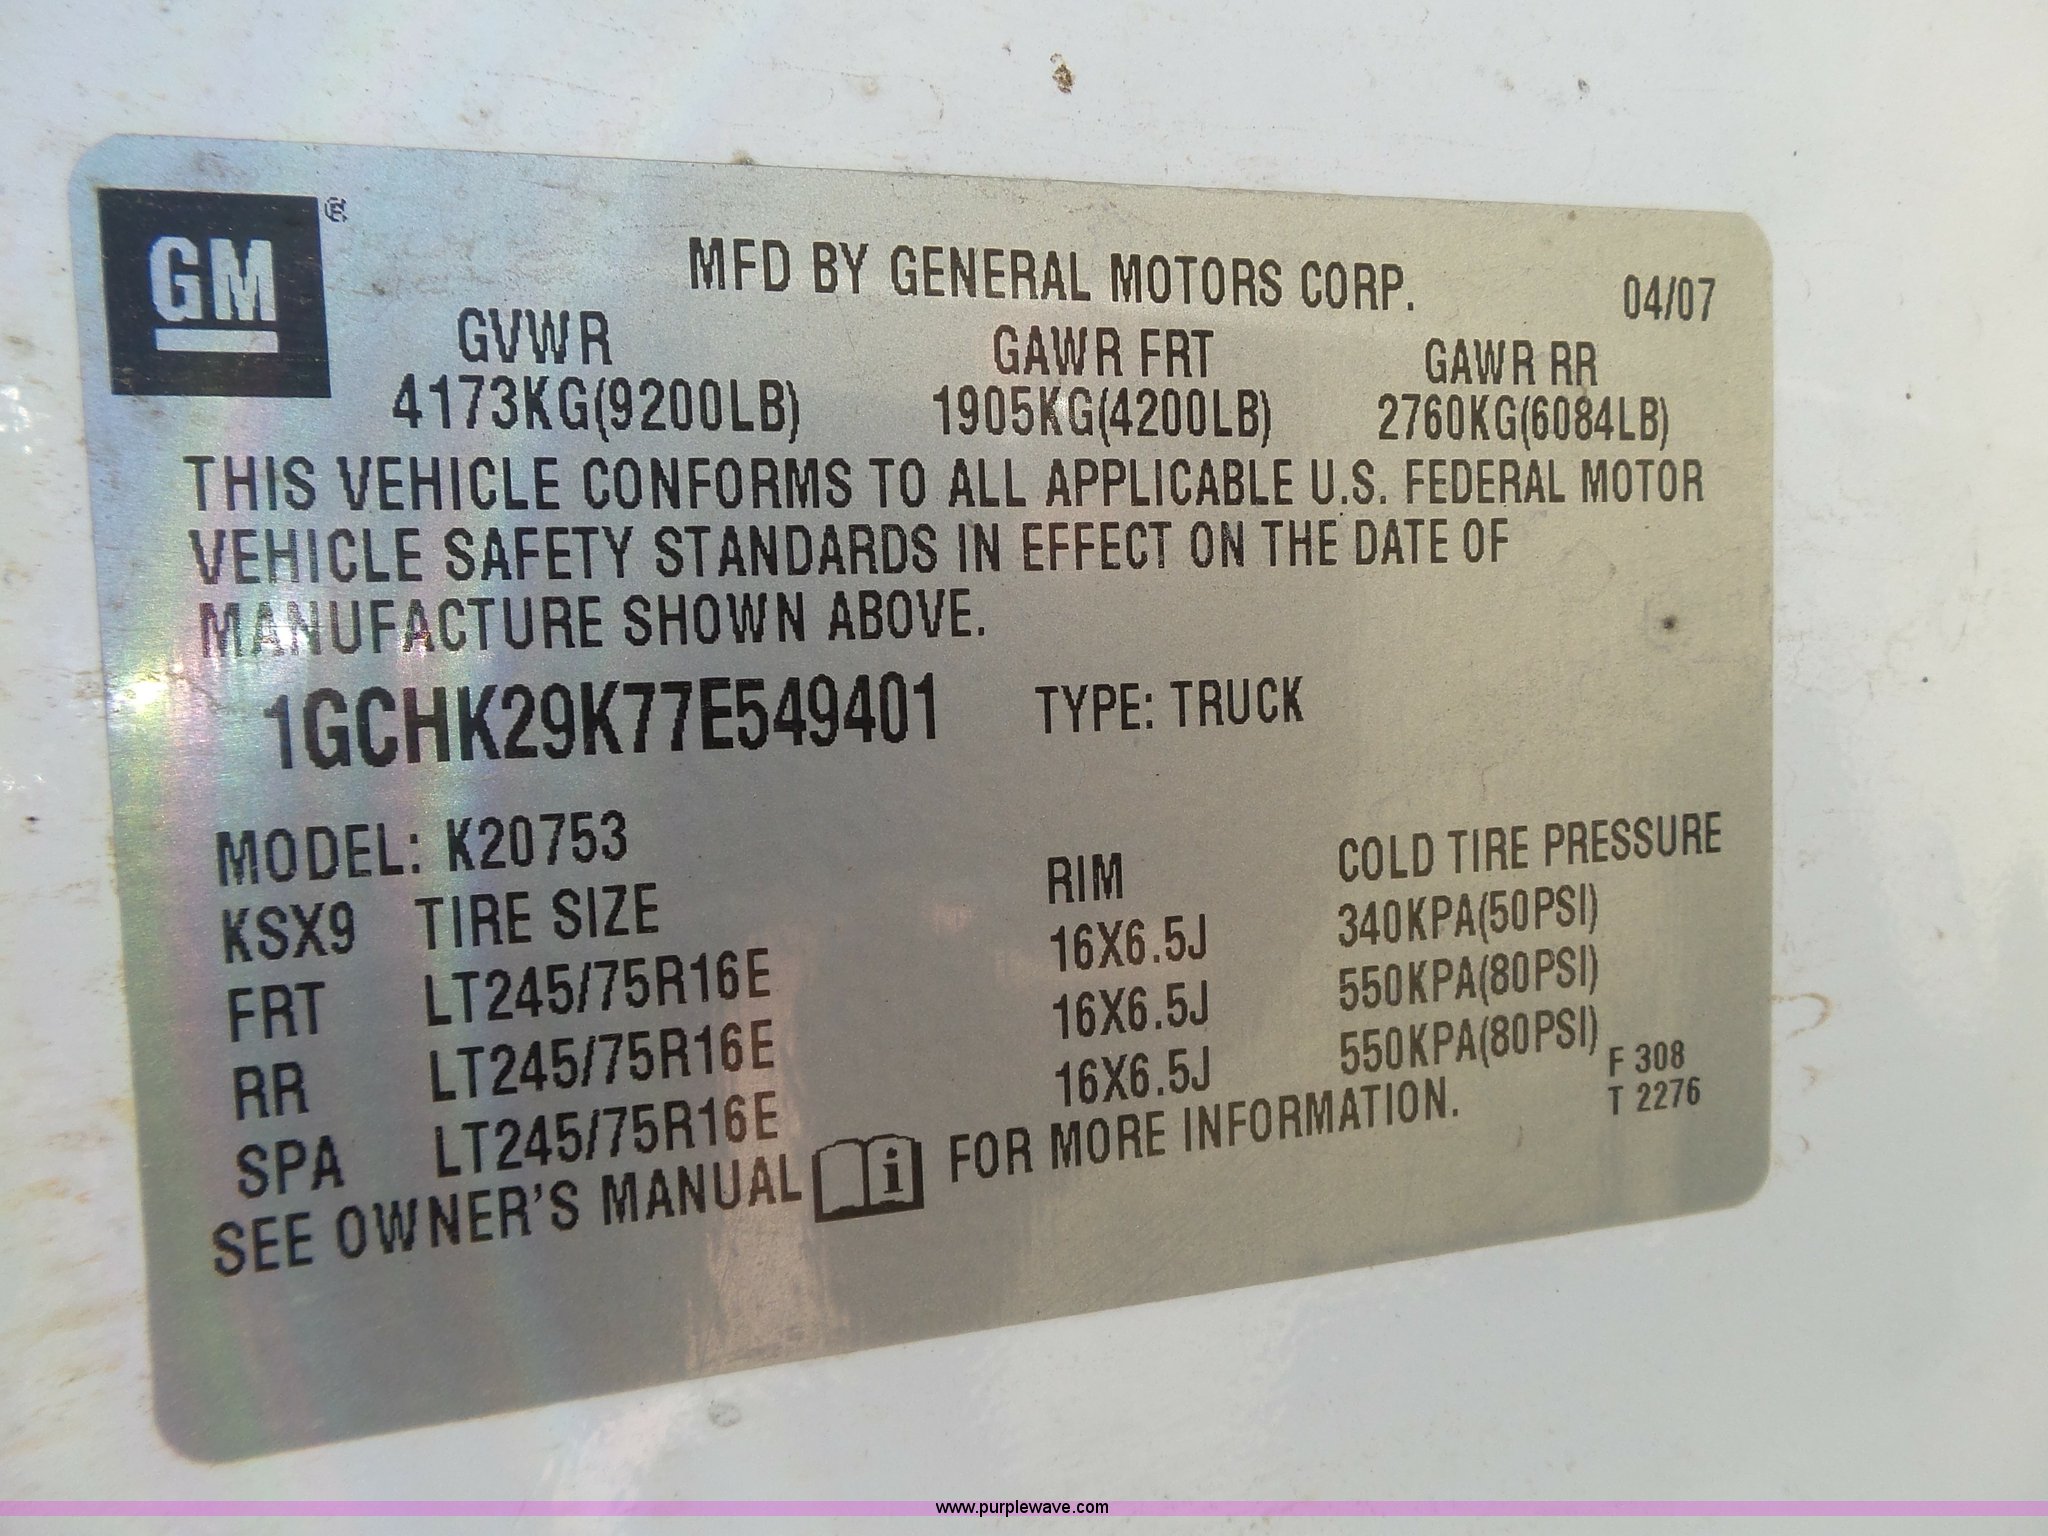 GM®
MFD BY GENERAL MOTORS CORP. 04/07
GVWR GAWR FRT GAWR RR
4173KG(9200LB) 1905KG(4200LB) 2760KG(6084LB)
THIS VEHICLE CONFORMS TO ALL APPLICABLE U.S. FEDERAL MOTOR
VEHICLE SAFETY STANDARDS IN EFFECT ON THE DATE OF
MANUFACTURE SHOWN ABOVE.
1GCHK29K77E549401 TYPE: TRUCK
MODEL: K20753
KSX9 TIRE SIZE RIM COLD TIRE PRESSURE
FRT LT245/75R16E 16X6.5J 340KPA(50PSI)
RR LT245/75R16E 16X6.5J 550KPA(80PSI)
SPA LT245/75R16E 16X6.5J 550KPA(80PSI)
SEE OWNER'S MANUAL i FOR MORE INFORMATION.
F 308
T 2276
www.purplewave.com